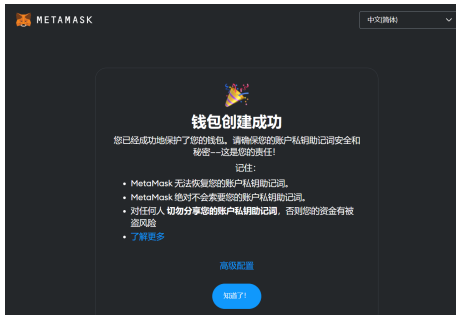 METAMASK
中文(简体)
钱包创建成功
您已经成功地保护了您的钱包。请确保您的账户私钥助记词安全和
秘密--这是您的责任！
记住：
• MetaMask 无法恢复您的账户私钥助记词。
• MetaMask 绝对不会索要您的账户私钥助记词。
• 对任何人 切勿分享您的账户私钥助记词，否则您的资金有被
盗风险
• 了解更多
高级配置
知道了！